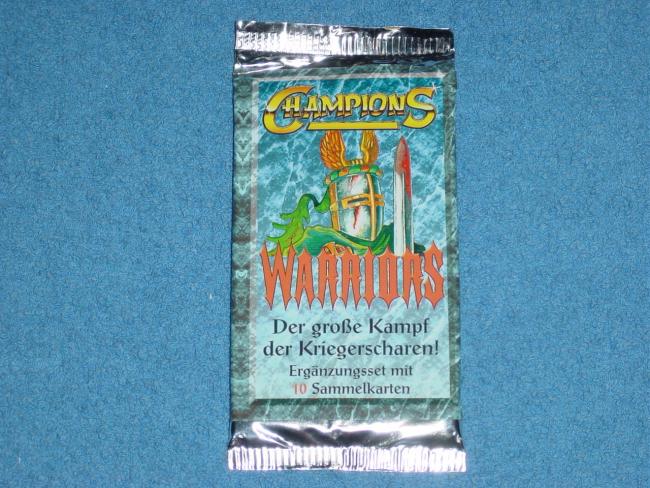 CHAMPIONS
WARRIORS
Der große Kampf
der Kriegerscharen!
Ergänzungsset mit
10 Sammelkarten